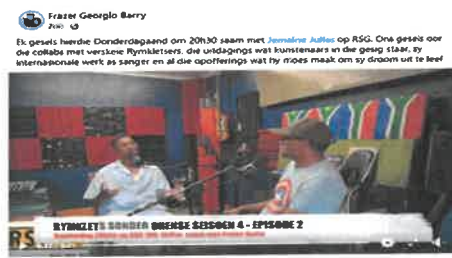 Frazer Georgio Barry
Ek gesels hierdie Donderdagaand om 20h30 saam met Jemaine Julies op RSG. Ons gesels oor
die collabs met verskeie Rymkletsers, die uitdagings wat kunstenaars in die gesig staar, sy
internasionale werk as sanger en al die opofferings wat hy moes maak om sy droom uit te leef
RYMKLETS SONDER GRENSE SEISOEN 4 - EPISODE 2
RS